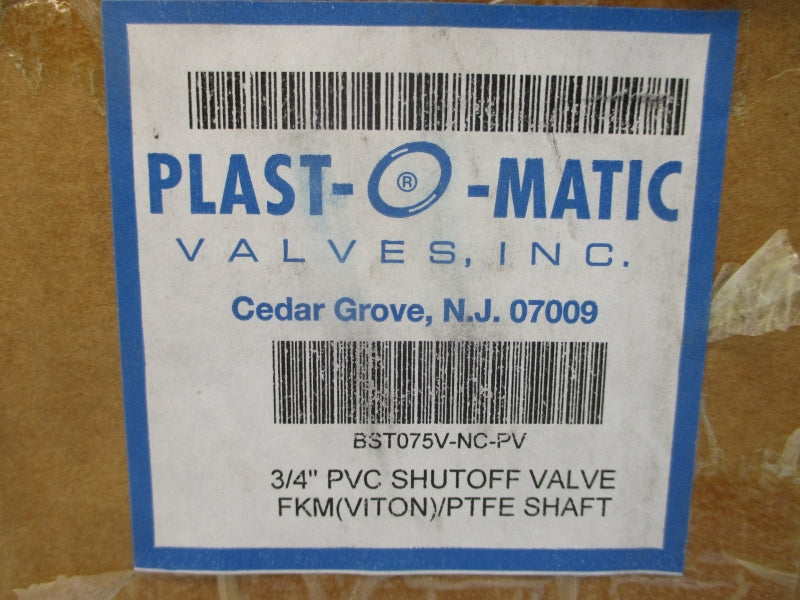 PLAST-O®-MATIC
VALVES, INC.
Cedar Grove, N.J. 07009
BST075V-NC-PV
3/4" PVC SHUTOFF VALVE
FKM(VITON)/PTFE SHAFT